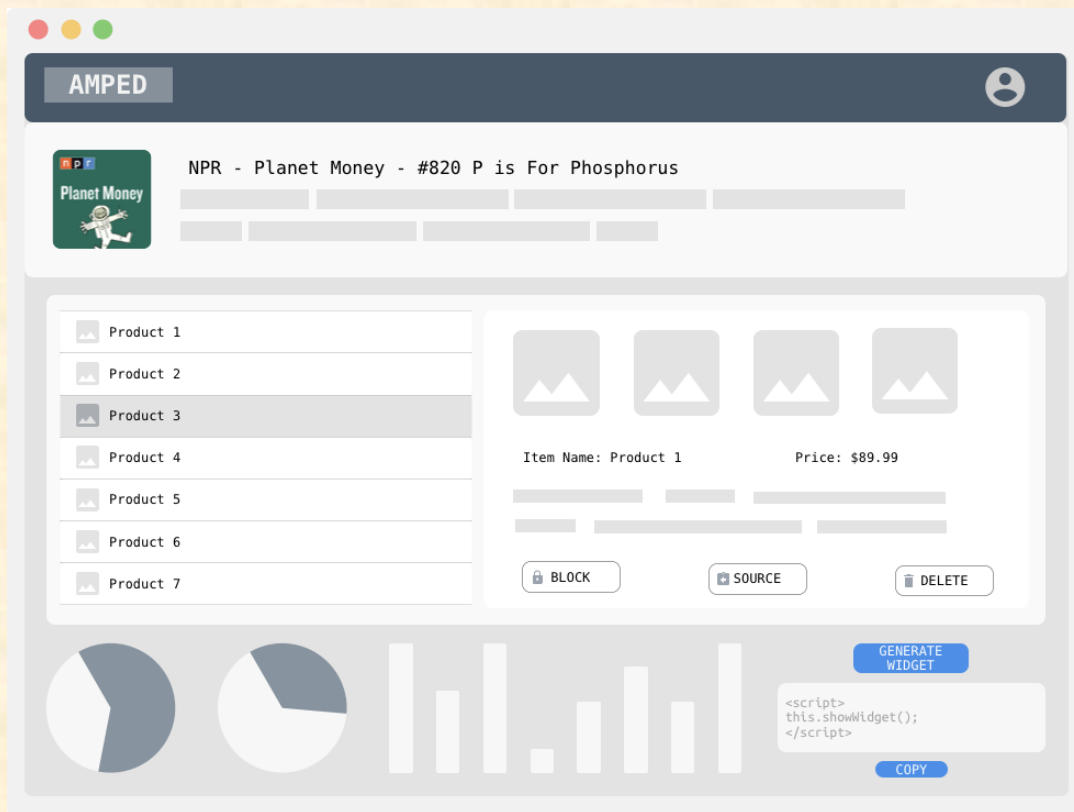 AMPED
npr
Planet Money
NPR - Planet Money - #820 P is For Phosphorus
Product 1
Product 2
Product 3
Product 4
Product 5
Product 6
Product 7
Item Name: Product 1
Price: $89.99
BLOCK
SOURCE
DELETE
GENERATE
WIDGET
<script>
this.showWidget();
</script>
COPY